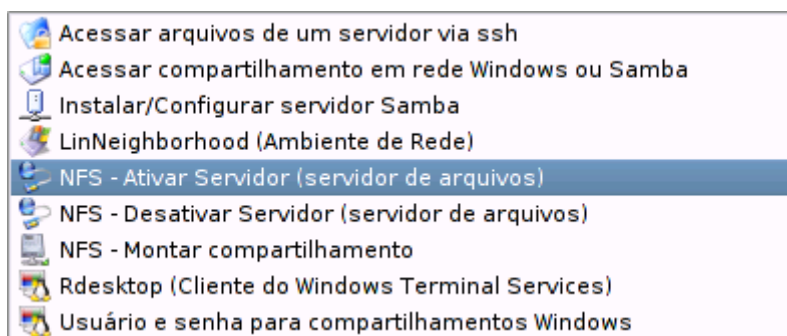 Acessar arquivos de um servidor via ssh
Acessar compartilhamento em rede Windows ou Samba
Instalar/Configurar servidor Samba
LinNeighborhood (Ambiente de Rede)
NFS - Ativar Servidor (servidor de arquivos)
NFS - Desativar Servidor (servidor de arquivos)
NFS - Montar compartilhamento
Rdesktop (Cliente do Windows Terminal Services)
Usuário e senha para compartilhamentos Windows